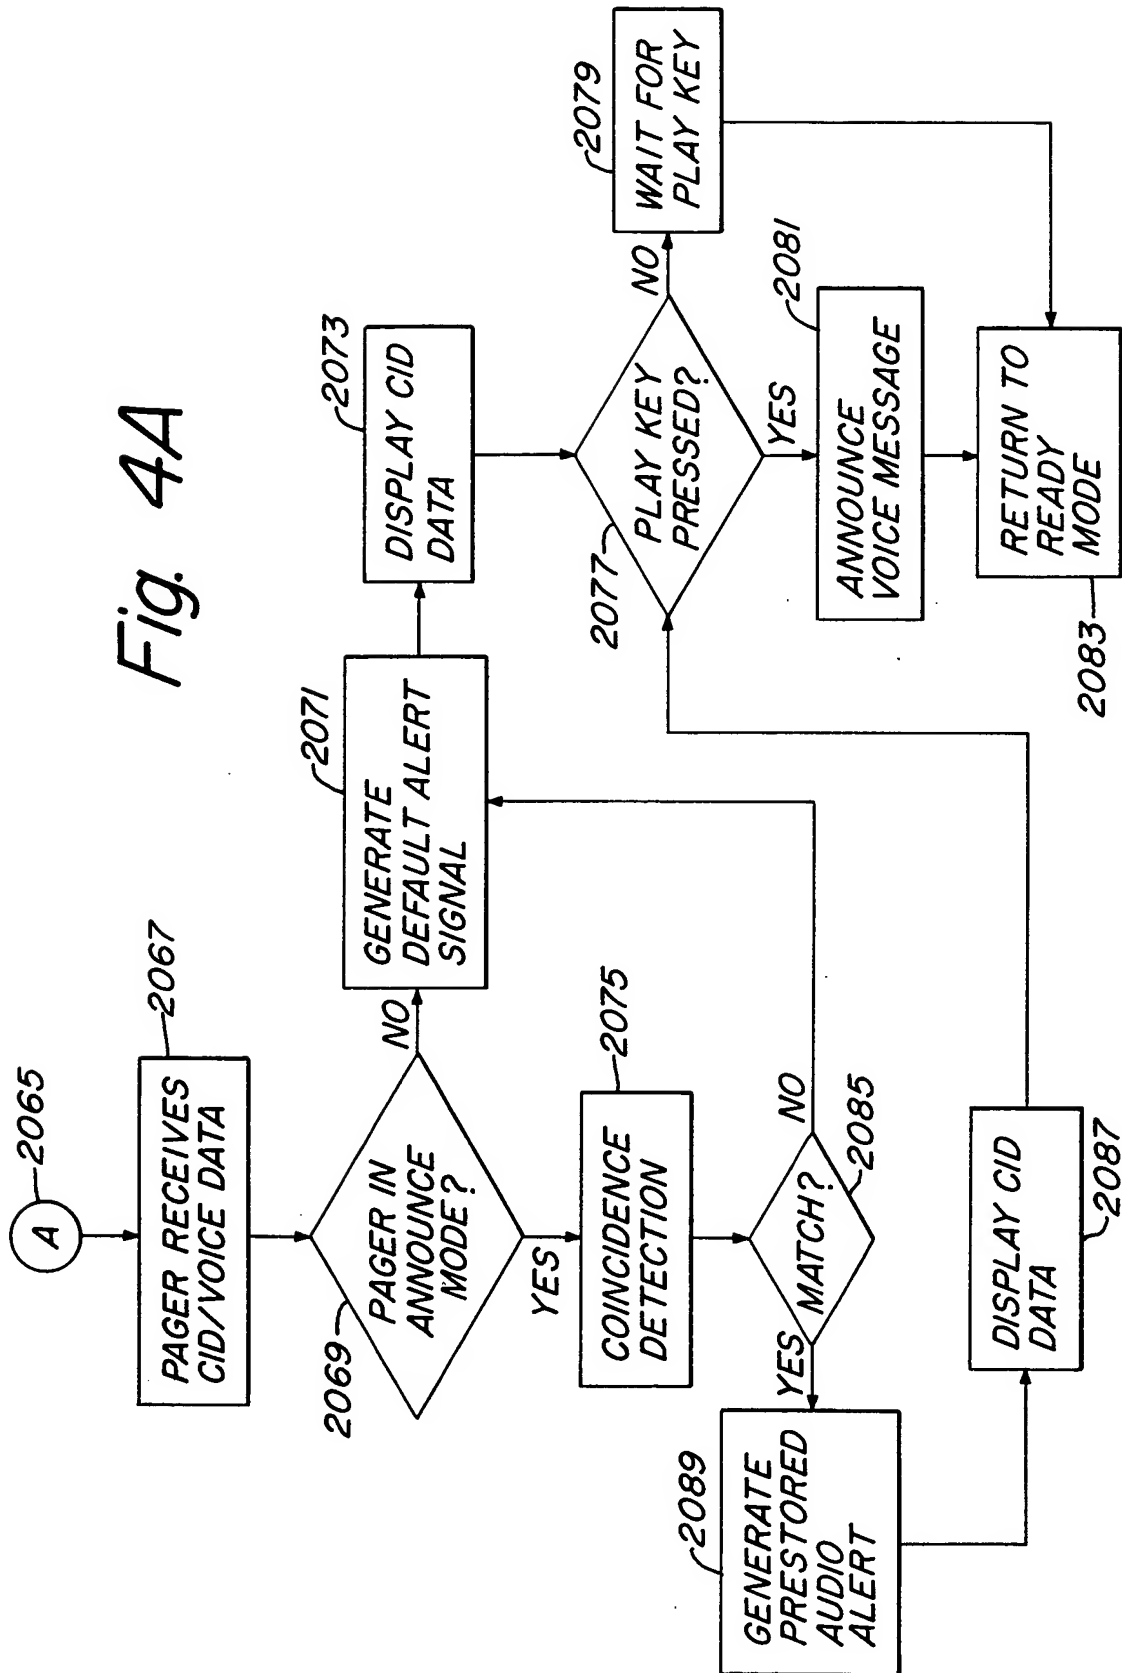 Fig. 4A
A
2065
PAGER RECEIVES
CID/VOICE DATA
2067
PAGER IN
ANNOUNCE
MODE?
2069
NO
YES
GENERATE
DEFAULT ALERT
SIGNAL
2071
DISPLAY CID
DATA
2073
COINCIDENCE
DETECTION
2075
MATCH?
2085
NO
YES
GENERATE
PRESTORED
AUDIO
ALERT
2089
DISPLAY CID
DATA
2087
PLAY KEY
PRESSED?
2077
NO
YES
WAIT FOR
PLAY KEY
2079
ANNOUNCE
VOICE MESSAGE
2081
RETURN TO
READY
MODE
2083